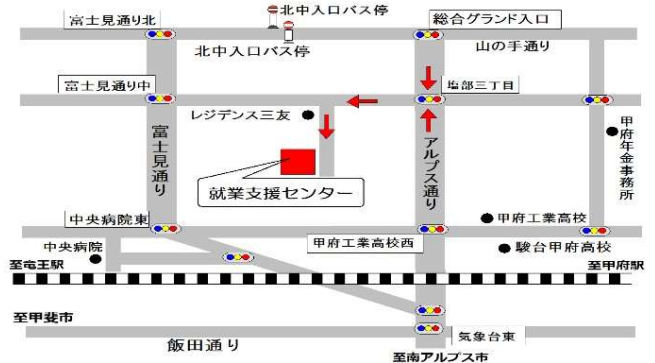 富士見通り北
北中バス停
北中入口バス停
総合グランド入口
山の手通り
富士見通り中
塩部三丁目
レジデンス三友
富士見通り
アルプス通り
甲府年金事務所
就業支援センター
中央病院東
甲府工業高校西
甲府工業高校
駿台甲府高校
中央病院
至竜王駅
至甲府駅
至甲斐市
飯田通り
気象台東
至南アルプス市